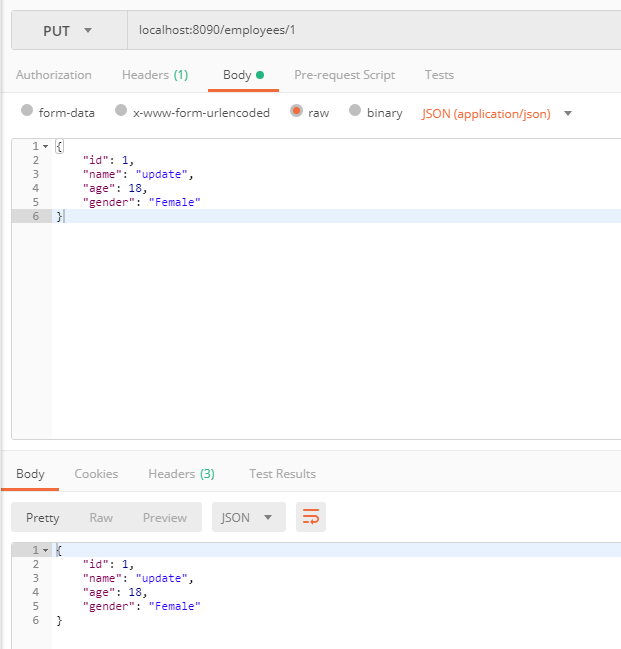 PUT localhost:8090/employees/1
Authorization Headers (1) Body Pre-request Script Tests
form-data x-www-form-urlencoded raw binary JSON (application/json)
1 {
2 "id": 1,
3 "name": "update",
4 "age": 18,
5 "gender": "Female"
6 }
Body Cookies Headers (3) Test Results
Pretty Raw Preview JSON
1 {
2 "id": 1,
3 "name": "update",
4 "age": 18,
5 "gender": "Female"
6 }